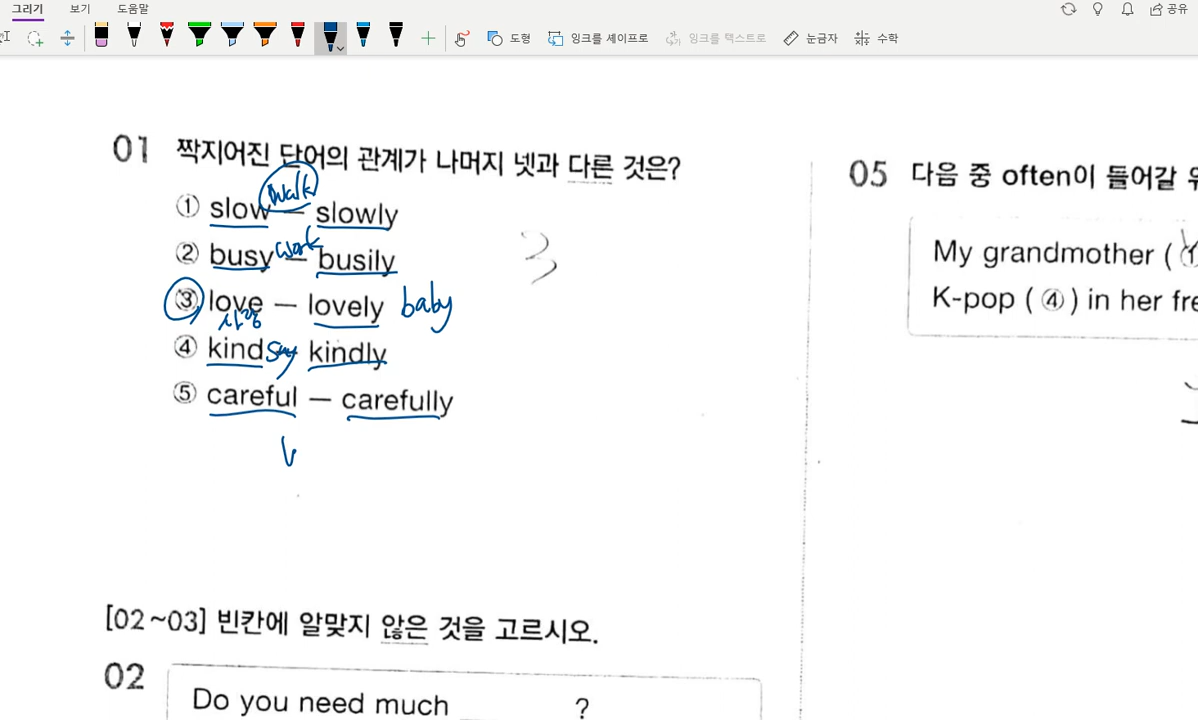 그리기 보기 도움말 공유
도형 잉크를 셰이프로 잉크를 텍스트로 눈금자 수학
01 짝지어진 단어의 관계가 나머지 넷과 다른 것은?
walk
① slow – slowly
② busy work – busily
③ love – lovely baby
사랑
④ kind say kindly
⑤ careful – carefully
3
[02~03] 빈칸에 알맞지 않은 것을 고르시오.
02
Do you need much ______ ?
05 다음 중 often이 들어갈 위
My grandmother (
K-pop ( ④ ) in her fre